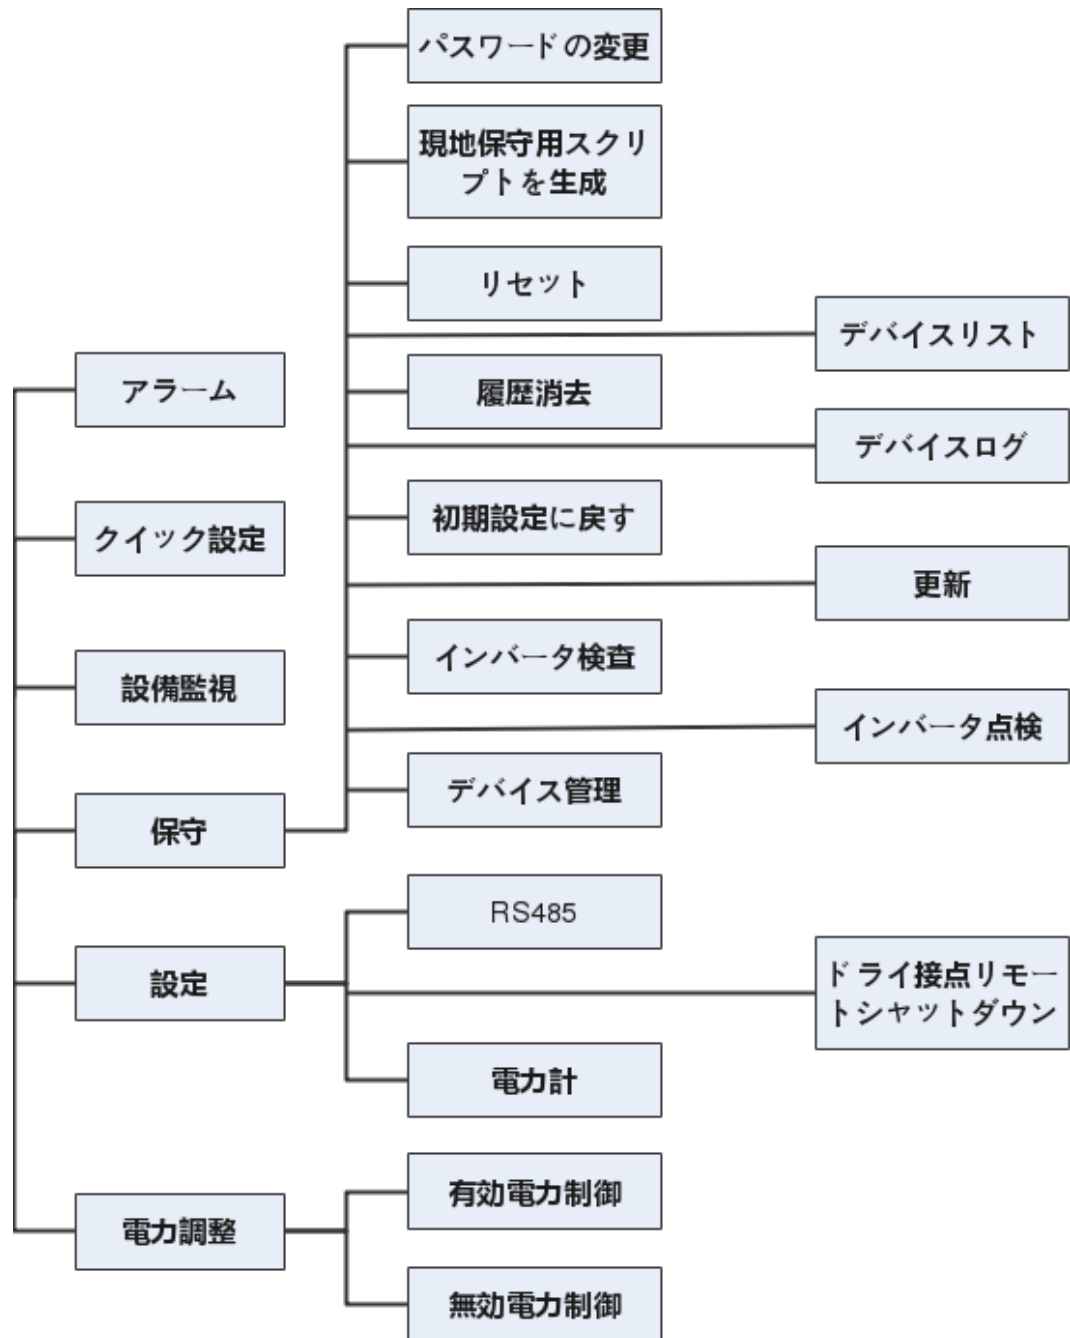 パスワードの変更
現地保守用スクリ
プトを生成
リセット
デバイスリスト
アラーム
履歴消去
デバイスログ
クイック設定
初期設定に戻す
更新
設備監視
インバータ検査
インバータ点検
保守
デバイス管理
設定
RS485
ドライ接点リモー
トシャットダウン
電力計
電力調整
有効電力制御
無効電力制御